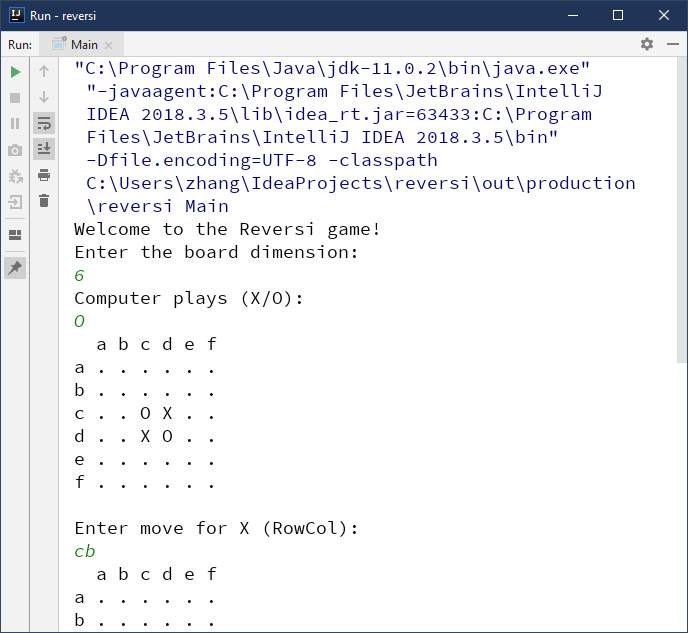 Run - reversi
Run: Main
"C:\Program Files\Java\jdk-11.0.2\bin\java.exe"
"-javaagent:C:\Program Files\JetBrains\IntelliJ
IDEA 2018.3.5\lib\idea_rt.jar=63433:C:\Program
Files\JetBrains\IntelliJ IDEA 2018.3.5\bin"
-Dfile.encoding=UTF-8 -classpath
C:\Users\zhang\IdeaProjects\reversi\out\production
\reversi Main
Welcome to the Reversi game!
Enter the board dimension:
6
Computer plays (X/O):
O
a b c d e f
a . . . . . .
b . . . . . .
c . . O X . .
d . . X O . .
e . . . . . .
f . . . . . .
Enter move for X (RowCol):
cb
a b c d e f
a . . . . . .
b . . . . . .